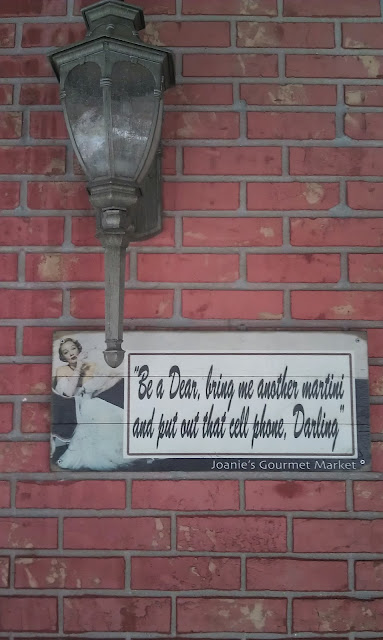 "Be a Dear, bring me another martini
and put out that cell phone, Darling"
Joanie's Gourmet Market